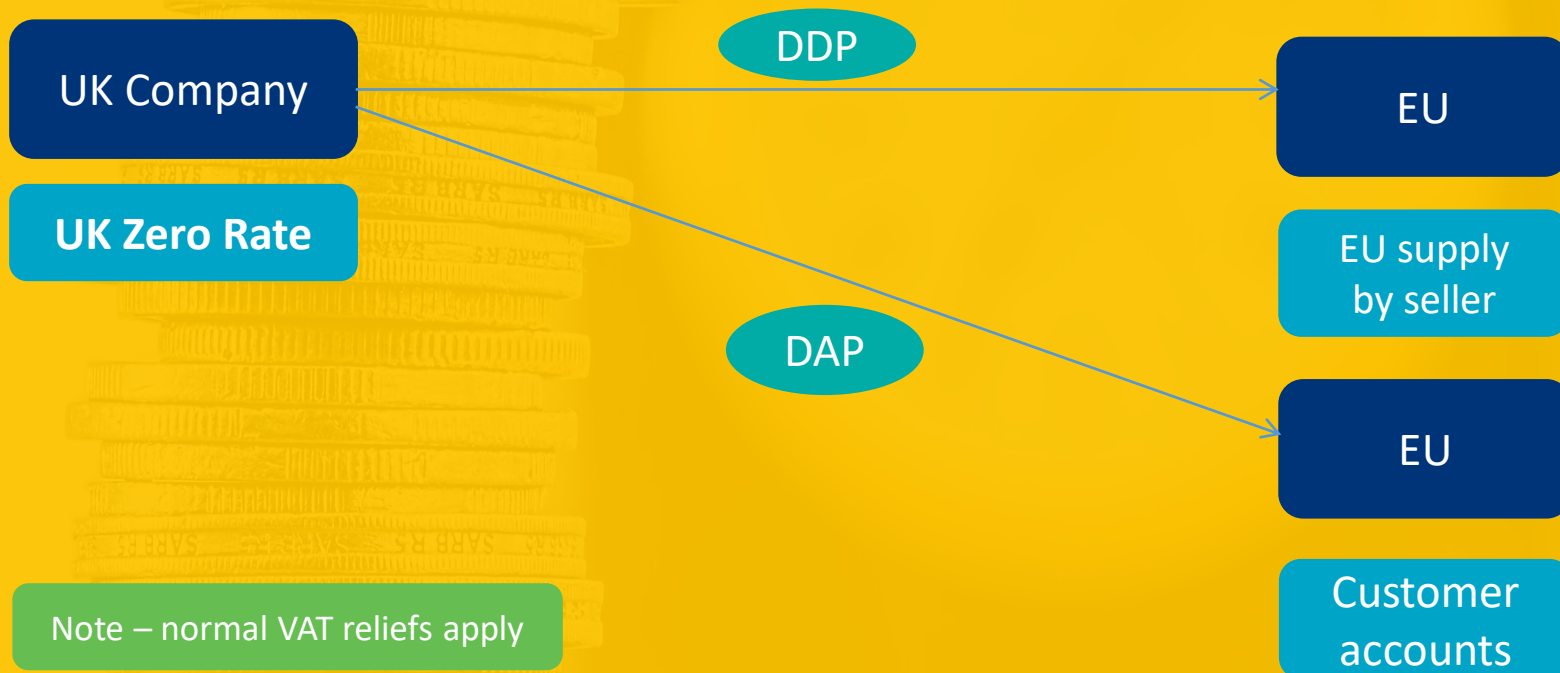 UK Company
DDP
EU
UK Zero Rate
EU supply
by seller
DAP
EU
Note – normal VAT reliefs apply
Customer
accounts